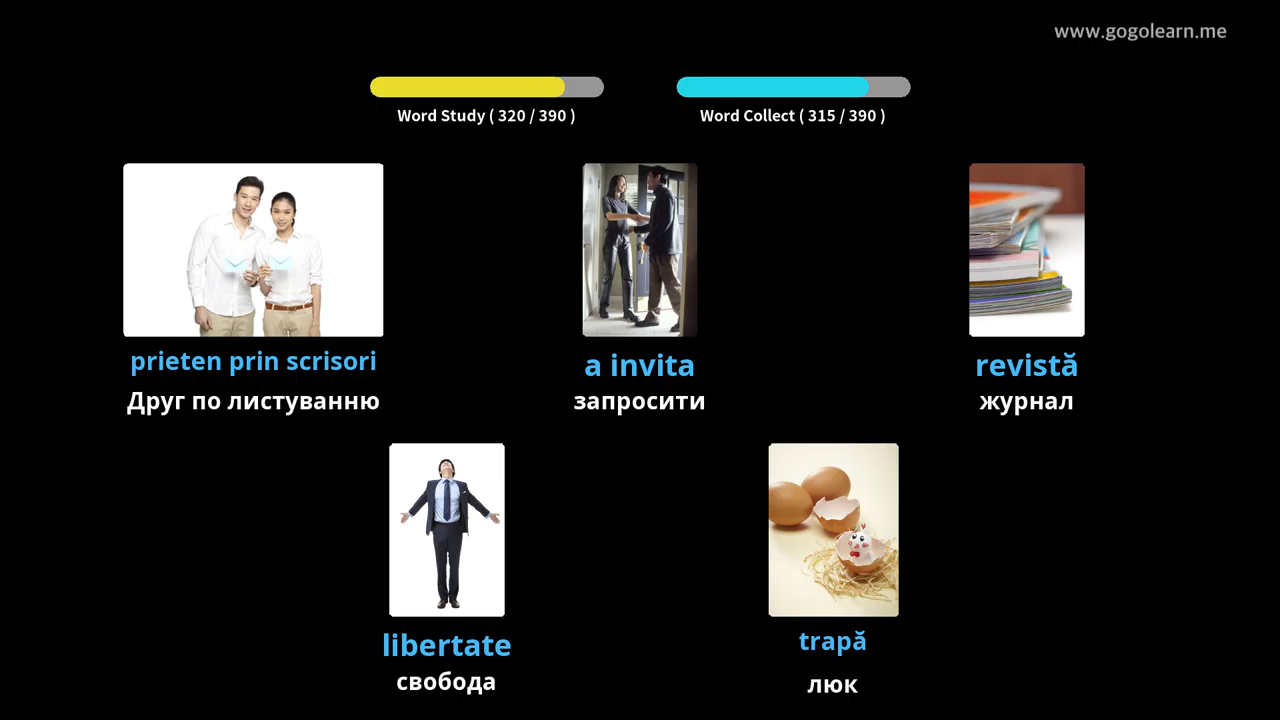 www.gogolearn.me
Word Study ( 320 / 390 )
Word Collect ( 315 / 390 )
prieten prin scrisori
Друг по листуванню
a invita
запросити
revistă
журнал
libertate
свобода
trapă
люк